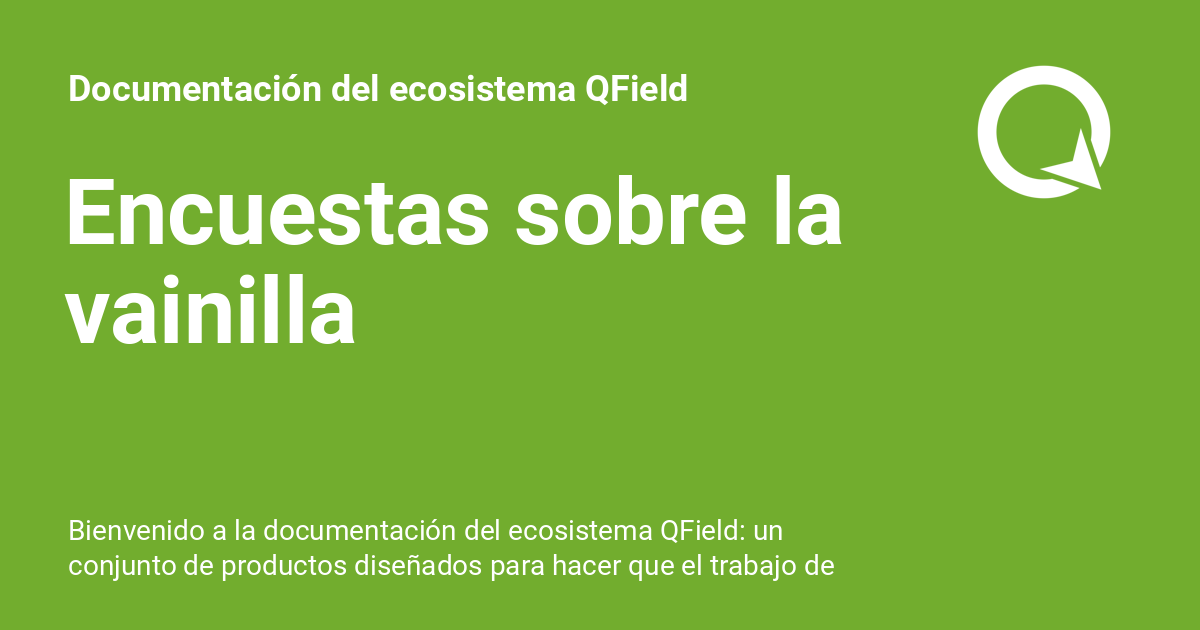 Documentación del ecosistema QField
Encuestas sobre la
vainilla
Bienvenido a la documentación del ecosistema QField: un
conjunto de productos diseñados para hacer que el trabajo de